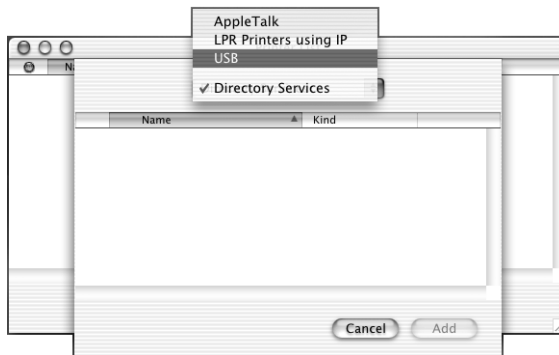 AppleTalk
LPR Printers using IP
USB
✓ Directory Services
Name Kind
Cancel Add